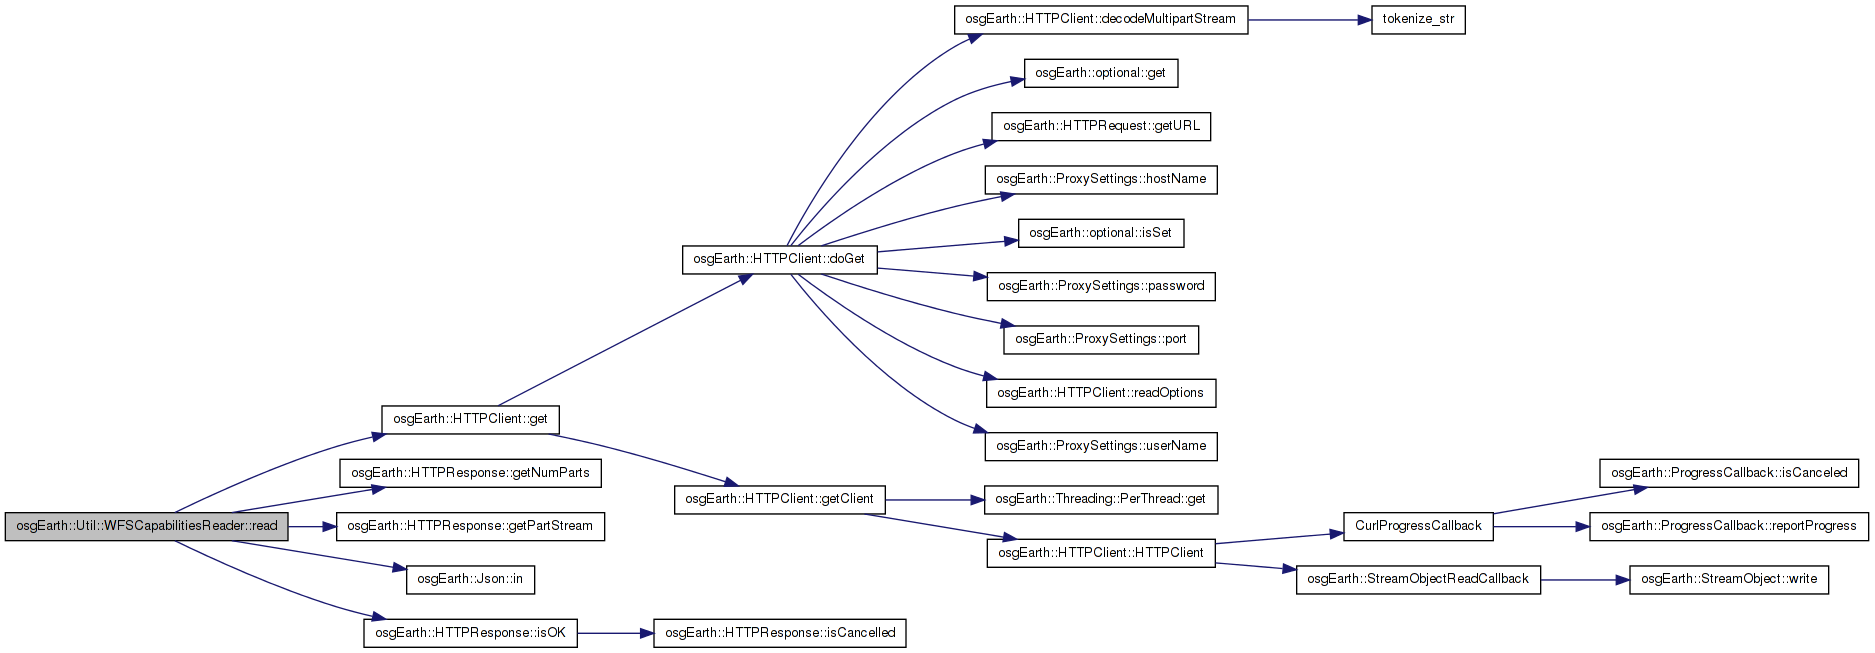 osgEarth::HTTPClient::decodeMultipartStream
tokenize_str
osgEarth::optional::get
osgEarth::HTTPRequest::getURL
osgEarth::ProxySettings::hostName
osgEarth::optional::isSet
osgEarth::HTTPClient::doGet
osgEarth::ProxySettings::password
osgEarth::ProxySettings::port
osgEarth::HTTPClient::readOptions
osgEarth::HTTPClient::get
osgEarth::ProxySettings::userName
osgEarth::HTTPResponse::getNumParts
osgEarth::ProgressCallback::isCanceled
osgEarth::HTTPClient::getClient
osgEarth::Threading::PerThread::get
osgEarth::Util::WFSCapabilitiesReader::read
osgEarth::HTTPResponse::getPartStream
CurlProgressCallback
osgEarth::ProgressCallback::reportProgress
osgEarth::HTTPClient::HTTPClient
osgEarth::Json::in
osgEarth::StreamObjectReadCallback
osgEarth::StreamObject::write
osgEarth::HTTPResponse::isOK
osgEarth::HTTPResponse::isCancelled